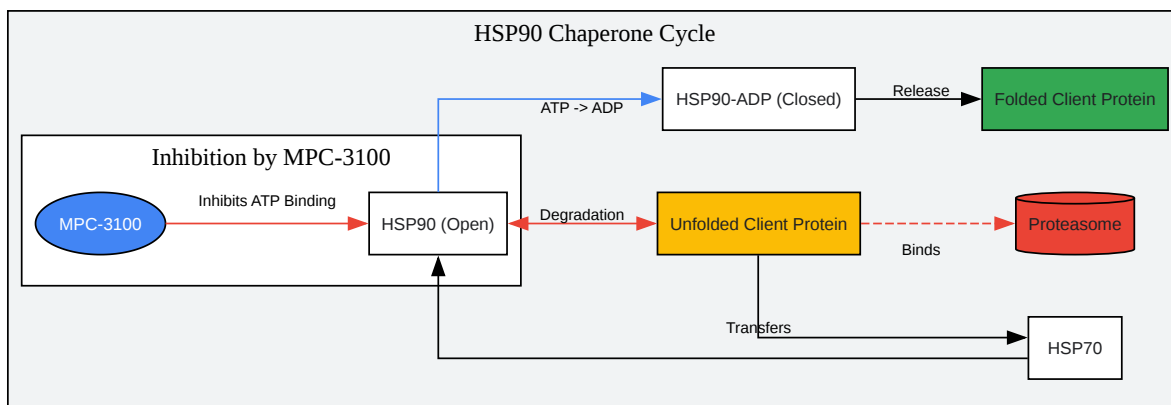 HSP90 Chaperone Cycle
HSP90-ADP (Closed)
Release
Folded Client Protein
ATP -> ADP
Inhibition by MPC-3100
MPC-3100
Inhibits ATP Binding
HSP90 (Open)
Degradation
Unfolded Client Protein
Binds
Proteasome
Transfers
HSP70